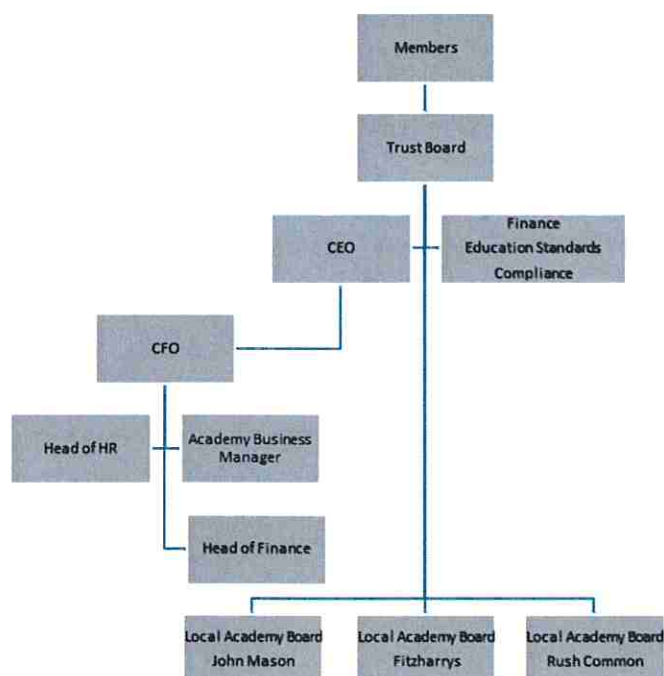 Members
Trust Board
CEO
Finance
Education Standards
Compliance
CFO
Head of HR
Academy Business
Manager
Head of Finance
Local Academy Board
John Mason
Local Academy Board
Fitzharrys
Local Academy Board
Rush Common